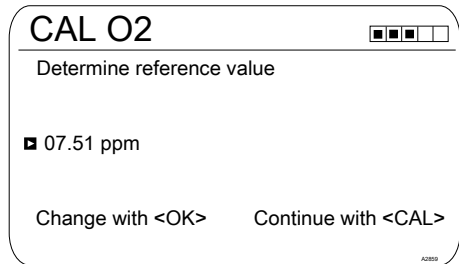 CAL O2
Determine reference value
07.51 ppm
Change with <OK> Continue with <CAL>
A2859